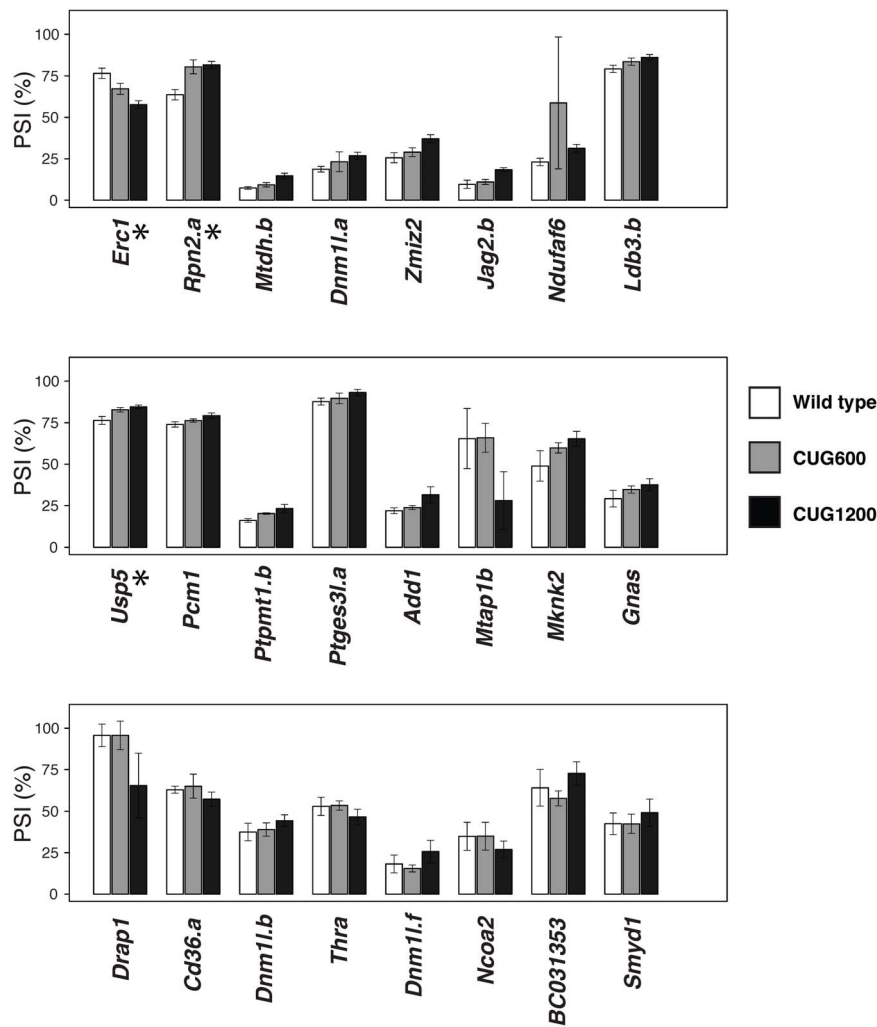 PSI (%)
100
75
50
25
0
Erc1 * Rpn2.a * Mtdh.b Dnm1l.a Zmiz2 Jag2.b Ndufaf6 Ldb3.b
PSI (%)
100
75
50
25
0
Usp5 * Pcm1 Ptpmt1.b Ptges3l.a Add1 Mtap1b Mknk2 Gnas
Wild type
CUG600
CUG1200
PSI (%)
100
75
50
25
0
Drap1 Cd36.a Dnm1l.b Thra Dnm1l.f Ncoa2 BC031353 Smyd1